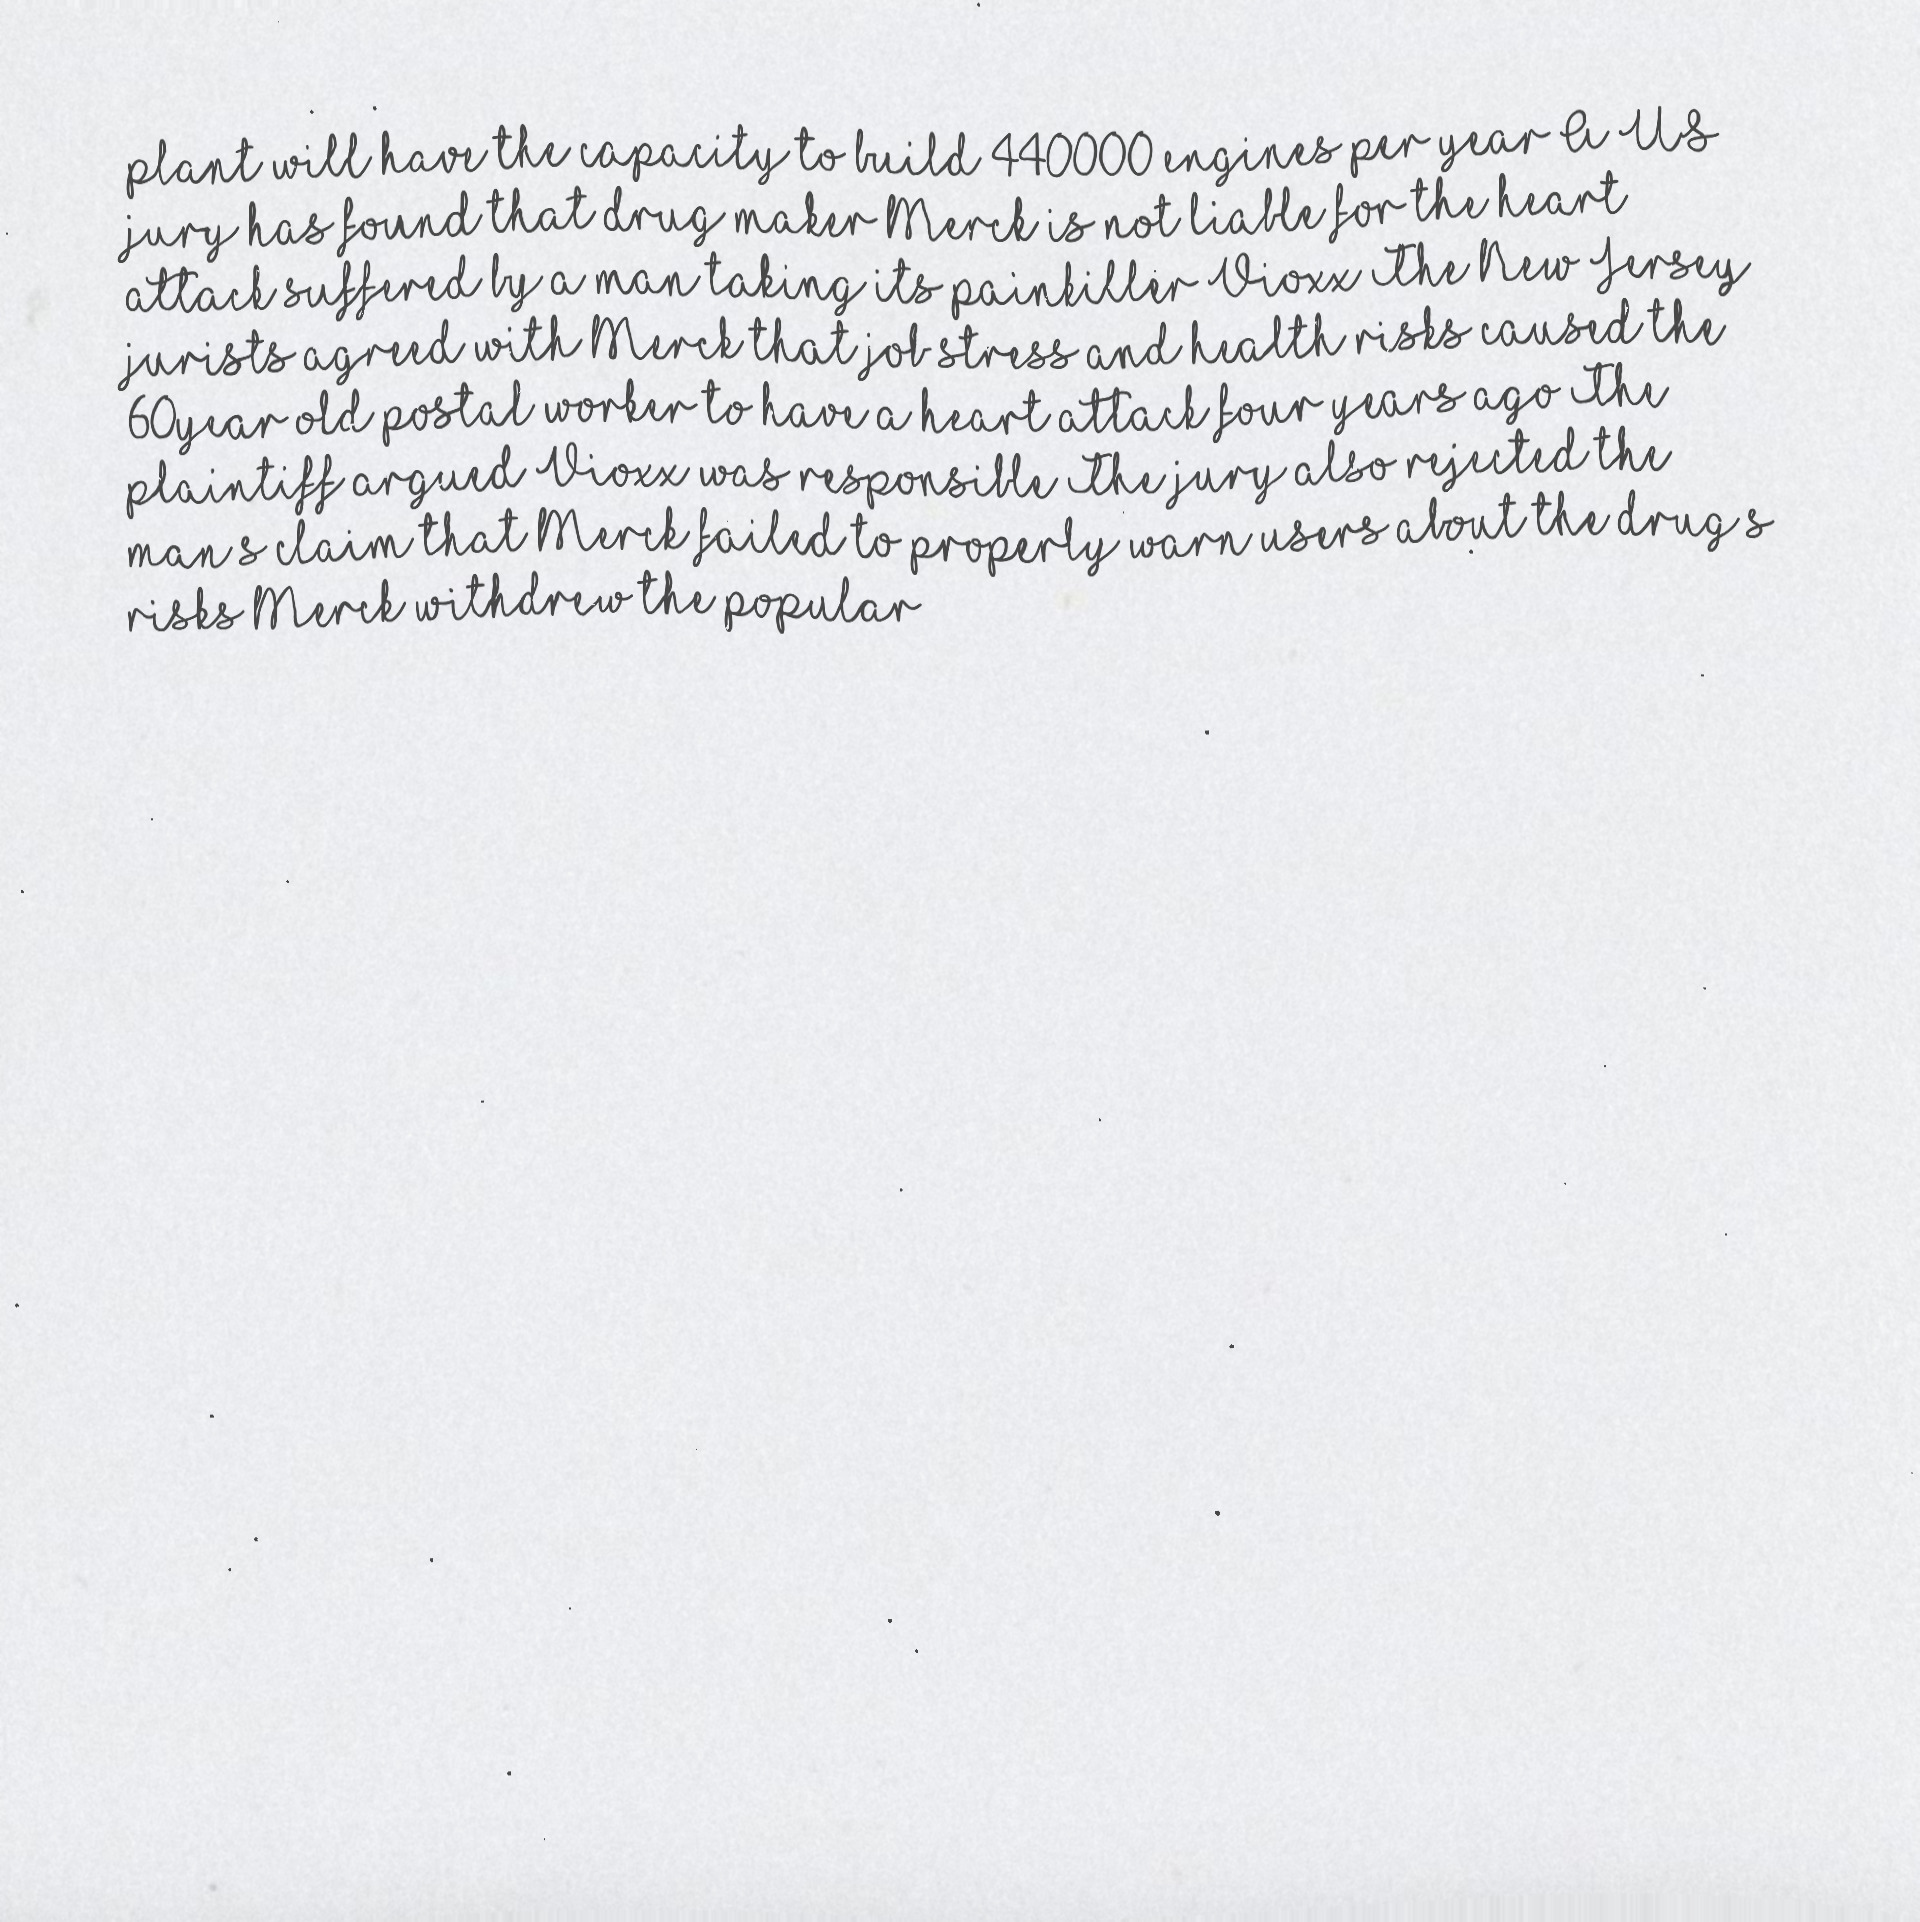 plant will have the capacity to build 440000 engines per year A US
jury has found that drug maker Merck is not liable for the heart
attack suffered by a man taking its painkiller Vioxx The New Jersey
jurists agreed with Merck that job stress and health risks caused the
60year old postal worker to have a heart attack four years ago The
plaintiff argued Vioxx was responsible The jury also rejected the
man s claim that Merck failed to properly warn users about the drug s
risks Merck withdrew the popular